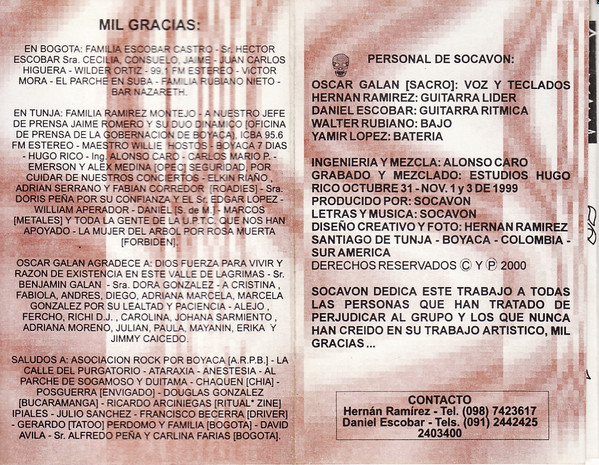 MIL GRACIAS:
EN BOGOTA: FAMILIA ESCOBAR CASTRO - Sr. HECTOR
ESCOBAR Sra. CECILIA, CONSUELO, JAIME - JUAN CARLOS
HIGUERA - WILDER ORTIZ - 99.1 FM ESTEREO - VICTOR
MORA - EL PARCHE EN SUBA - FAMILIA RUBIANO NIETO -
BAR NAZARETH.
EN TUNJA: FAMILIA RAMIREZ MONTEJO - A NUESTRO JEFE
DE PRENSA JAIME ROMERO Y SU DUO DINAMICO [OFICINA
DE PRENSA DE LA GOBERNACION DE BOYACA], ICBA 95.6
FM ESTEREO - MAESTRO WILLIE HOSTOS - BOYACA 7 DIAS
- HUGO RICO - Ing. ALONSO CARO - CARLOS MARIO P. -
EMERSON y ALEX MEDINA [OPEC] SEGURIDAD, POR
CUIDAR DE NUESTROS CONCIERTOS - ELKIN RIAÑO ,
ADRIAN SERRANO y FABIAN CORREDOR [ROADIES] - Sra.
DORIS PEÑA POR SU CONFIANZA Y EL Sr. EDGAR LOPEZ -
WILLIAM APERADOR - DANIEL [S. de M.] - MARCOS
[METALES] Y TODA LA GENTE DE LA U.P.T.C. QUE NOS HAN
APOYADO - LA MUJER DEL ARBOL POR ROSA MUERTA
[FORBIDEN].
OSCAR GALAN AGRADECE A: DIOS FUERZA PARA VIVIR Y
RAZON DE EXISTENCIA EN ESTE VALLE DE LAGRIMAS - Sr.
BENJAMIN GALAN - Sra. DORA GONZALEZ - A CRISTINA ,
FABIOLA, ANDRES, DIEGO, ADRIANA MARCELA, MARCELA
GONZALEZ POR SU LEALTAD Y PACIENCIA - ALEJO ,
FERCHO, RICHI D.J. , CAROLINA, JOHANA SARMIENTO ,
ADRIANA MORENO, JULIAN, PAULA, MAYANIN, ERIKA Y
JIMMY CAICEDO.
SALUDOS A: ASOCIACION ROCK POR BOYACA [A.R.P.B.] - LA
CALLE DEL PURGATORIO - ATARAXIA - ANESTESIA - AL
PARCHE DE SOGAMOSO Y DUITAMA - CHAQUEN [CHIA] -
POSGUERRA [ENVIGADO] - DOUGLAS GONZALEZ
[BUCARAMANGA] - RICARDO ARCINIEGAS [RITUAL* ZINE]
IPIALES - JULIO SANCHEZ - FRANCISCO BECERRA [DRIVER]
- GERARDO [TATOO] PERDOMO Y FAMILIA [BOGOTA] - DAVID
AVILA - Sr. ALFREDO PEÑA y CARLINA FARIAS [BOGOTA].
PERSONAL DE SOCAVON:
OSCAR GALAN [SACRO]: VOZ Y TECLADOS
HERNAN RAMIREZ: GUITARRA LIDER
DANIEL ESCOBAR: GUITARRA RITMICA
WALTER RUBIANO: BAJO
YAMIR LOPEZ: BATERIA
INGENIERIA Y MEZCLA: ALONSO CARO
GRABADO Y MEZCLADO: ESTUDIOS HUGO
RICO OCTUBRE 31 - NOV. 1 y 3 DE 1999
PRODUCIDO POR: SOCAVON
LETRAS Y MUSICA: SOCAVON
DISEÑO CREATIVO Y FOTO: HERNAN RAMIREZ
SANTIAGO DE TUNJA - BOYACA - COLOMBIA -
SUR AMERICA
DERECHOS RESERVADOS Ⓒ Y Ⓟ 2000
SOCAVON DEDICA ESTE TRABAJO A TODAS
LAS PERSONAS QUE HAN TRATADO DE
PERJUDICAR AL GRUPO Y LOS QUE NUNCA
HAN CREIDO EN SU TRABAJO ARTISTICO, MIL
GRACIAS ...
CONTACTO
Hernán Ramírez - Tel. (098) 7423617
Daniel Escobar - Tels. (091) 2442425
2403400